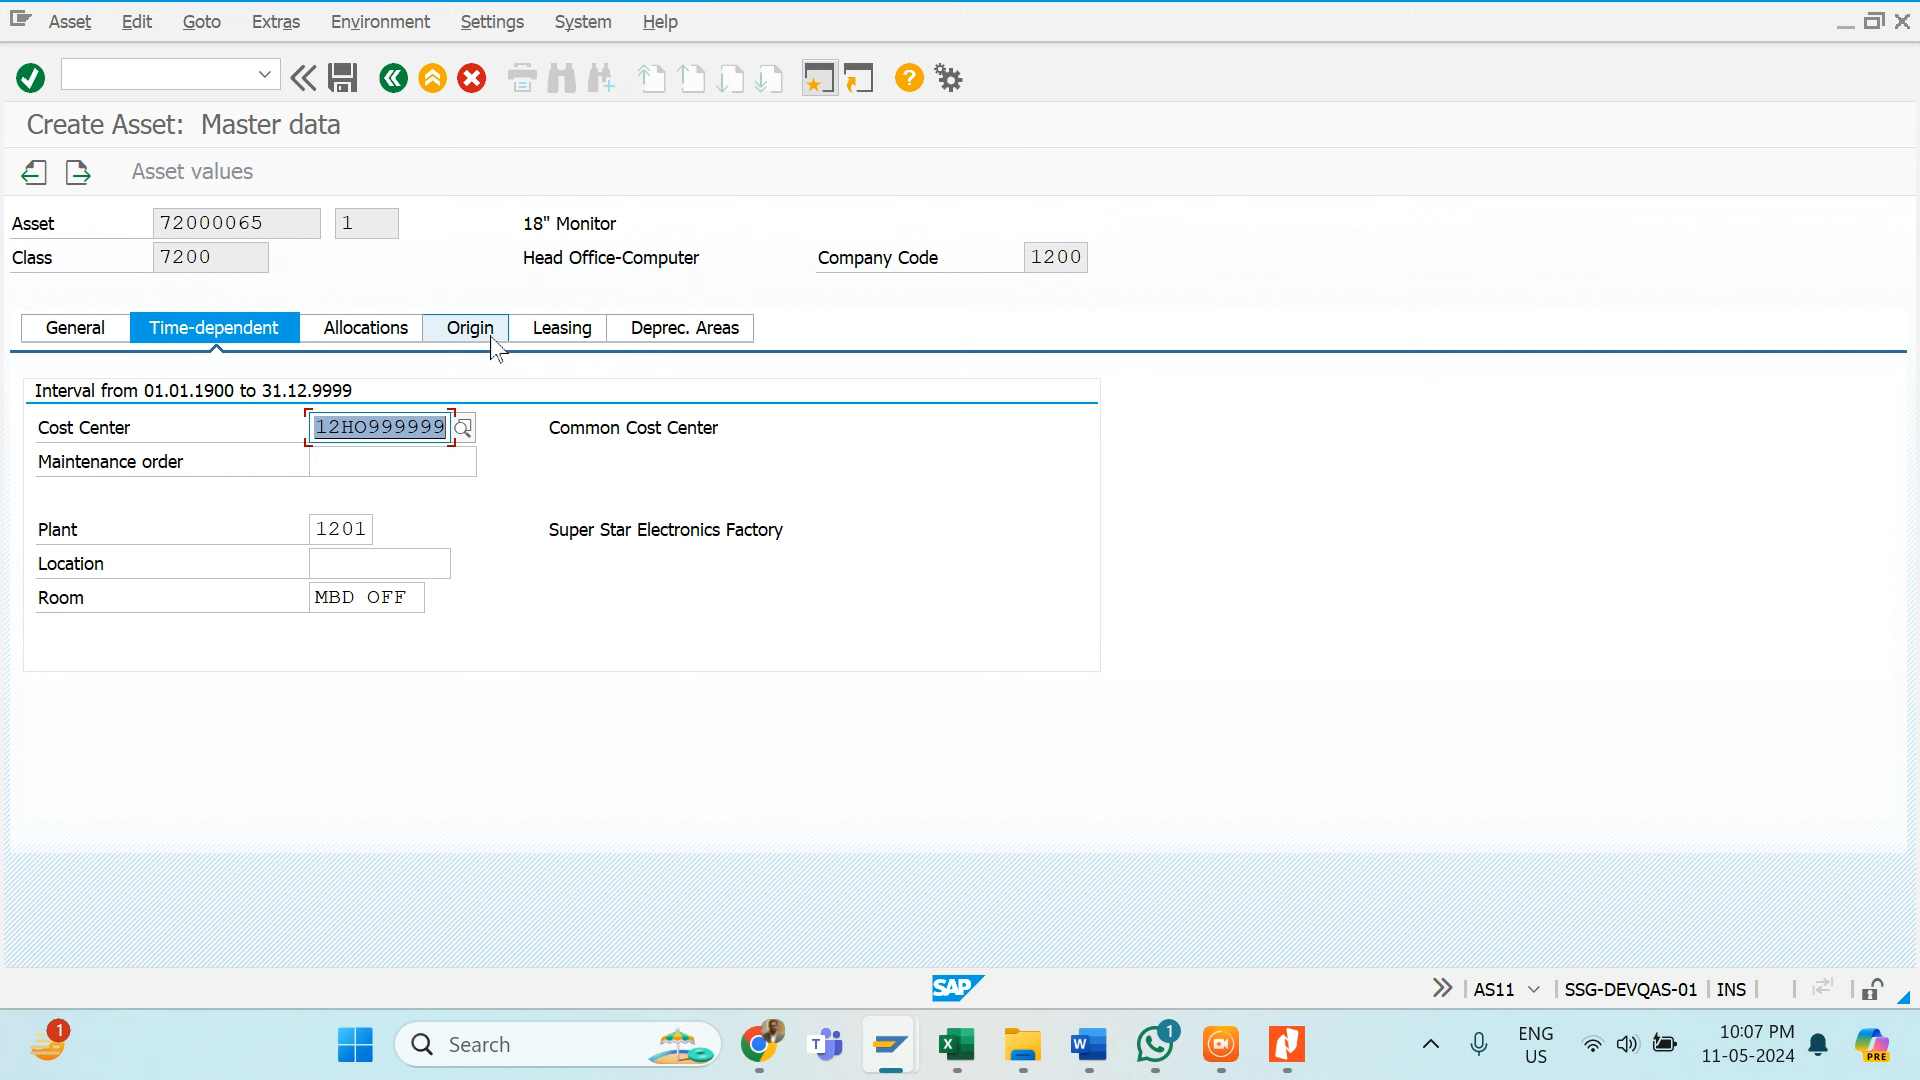 Asset Edit Goto Extras Environment Settings System Help
Create Asset: Master data
Asset values
Asset 72000065 1 18" Monitor
Class 7200 Head Office-Computer Company Code 1200
General Time-dependent Allocations Origin Leasing Deprec. Areas
Interval from 01.01.1900 to 31.12.9999
Cost Center 12HO999999 Common Cost Center
Maintenance order
Plant 1201 Super Star Electronics Factory
Location
Room MBD OFF
SAP AS11 SSG-DEVQAS-01 INS
1 Search 1 ENG 10:07 PM
US 11-05-2024 PRE